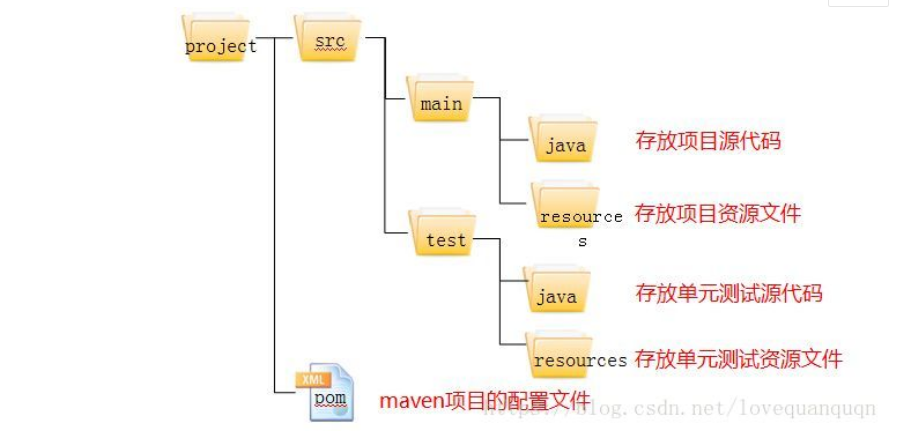 project
src
main
java 存放项目源代码
resources 存放项目资源文件
test
java 存放单元测试源代码
resources 存放单元测试资源文件
XML
pom maven项目的配置文件
https://blog.csdn.net/lovequanquqn